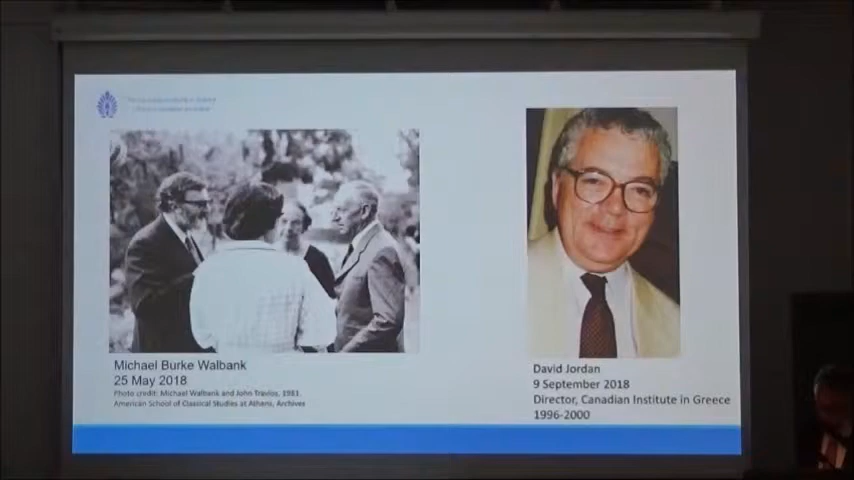 Michael Burke Walbank
25 May 2018
Photo credit: Michael Walbank and John Travlos, 1981.
American School of Classical Studies at Athens, Archives
David Jordan
9 September 2018
Director, Canadian Institute in Greece
1996-2000